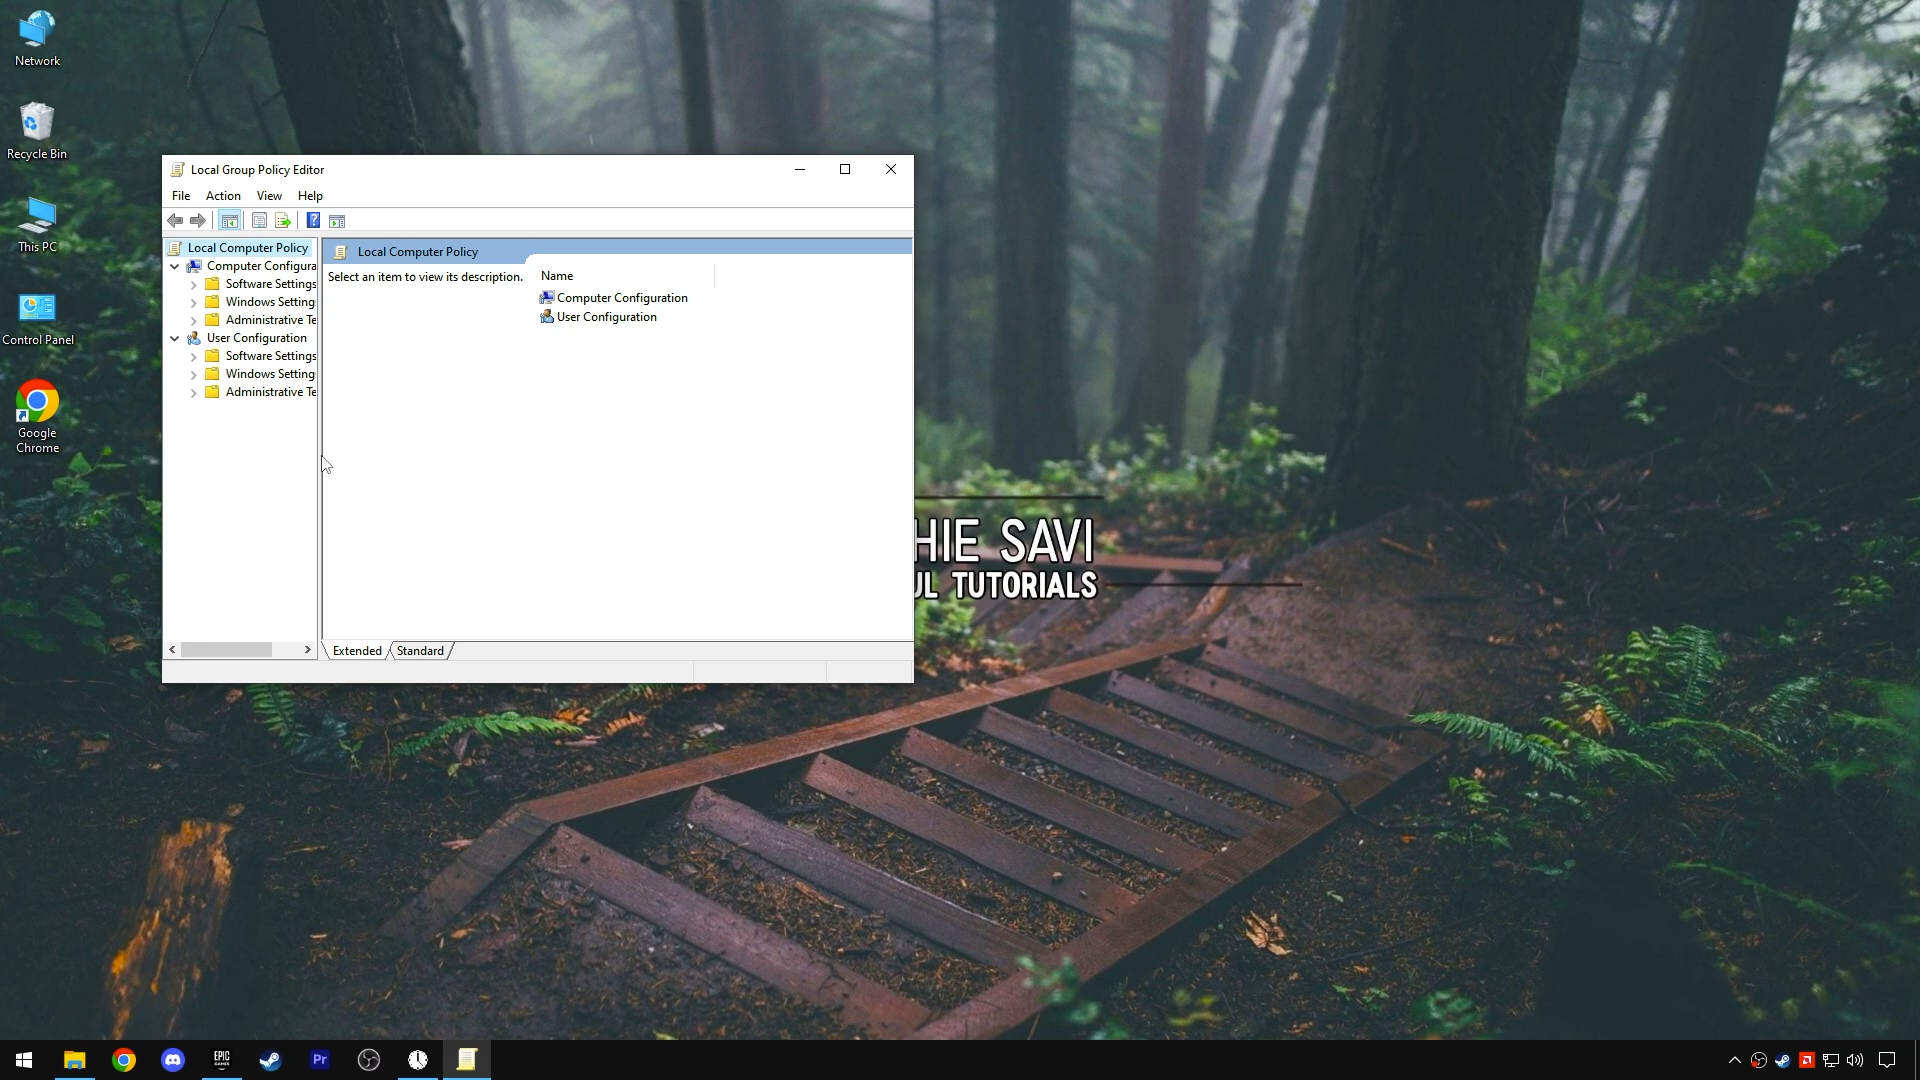 Network
Recycle Bin
This PC
Control Panel
Google
Chrome
Local Group Policy Editor
File Action View Help
Local Computer Policy
Computer Configura
Software Settings
Windows Setting
Administrative Te
User Configuration
Software Settings
Windows Setting
Administrative Te
Local Computer Policy
Select an item to view its description.
Name
Computer Configuration
User Configuration
Extended
Standard
HIE SAVI
UL TUTORIALS
EPIC
GAMES
Pr